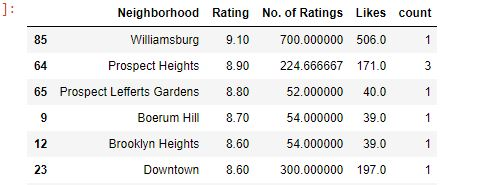 ]:
Neighborhood Rating No. of Ratings Likes count
85 Williamsburg 9.10 700.000000 506.0 1
64 Prospect Heights 8.90 224.666667 171.0 3
65 Prospect Lefferts Gardens 8.80 52.000000 40.0 1
9 Boerum Hill 8.70 54.000000 39.0 1
12 Brooklyn Heights 8.60 54.000000 39.0 1
23 Downtown 8.60 300.000000 197.0 1